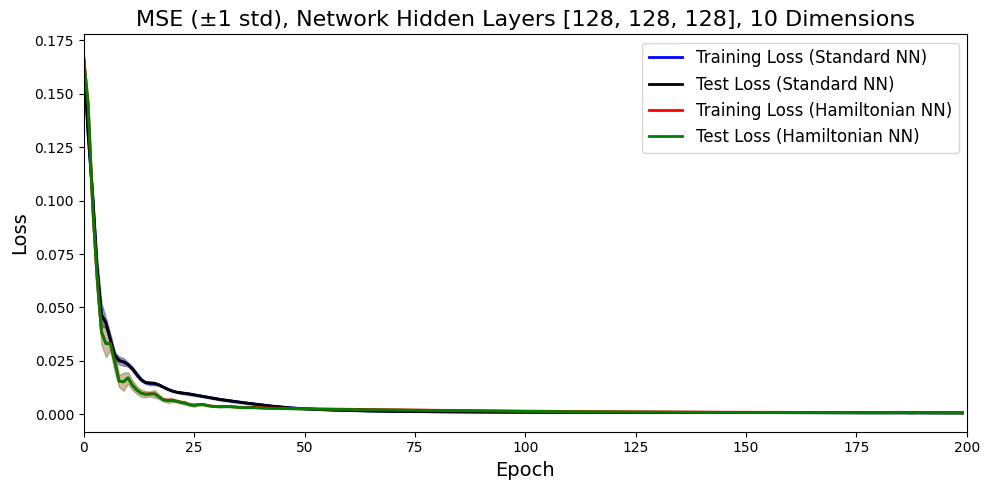 MSE (±1 std), Network Hidden Layers [128, 128, 128], 10 Dimensions
0.175
0.150
0.125
0.100
0.075
0.050
0.025
0.000
Loss
Training Loss (Standard NN)
Test Loss (Standard NN)
Training Loss (Hamiltonian NN)
Test Loss (Hamiltonian NN)
0 25 50 75 100 125 150 175 200
Epoch